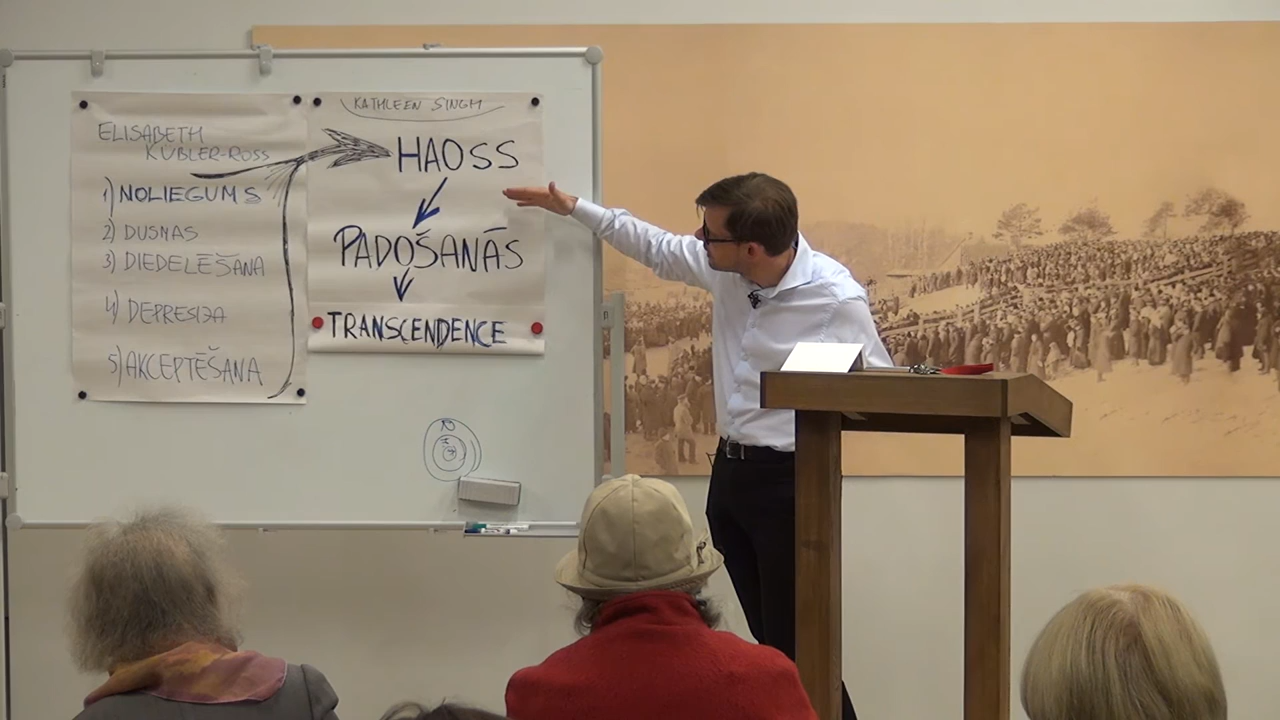 ELISABETH
KÜBLER-ROSS
1) NOLIEGUMS
2) DUSMAS
3) DIEDELĒŠANA
4) DEPRESIJA
5) AKCEPTĒŠANA
KATHLEEN SINGH
HAOSS
PADOŠANĀS
TRANSCENDENCE